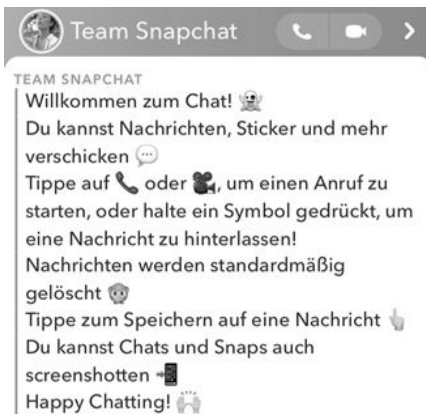 Team Snapchat
TEAM SNAPCHAT
Willkommen zum Chat! 👻
Du kannst Nachrichten, Sticker und mehr
verschicken 💬
Tippe auf 📞 oder 🎥, um einen Anruf zu
starten, oder halte ein Symbol gedrückt, um
eine Nachricht zu hinterlassen!
Nachrichten werden standardmäßig
gelöscht 🙊
Tippe zum Speichern auf eine Nachricht 👆
Du kannst Chats und Snaps auch
screenshotten 📲
Happy Chatting! 🙌